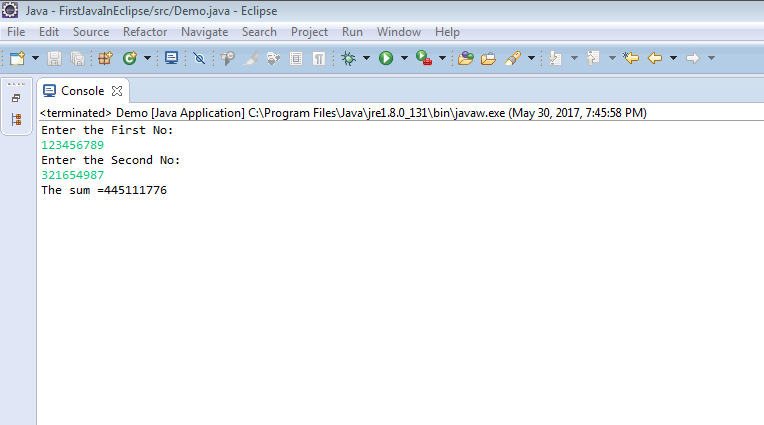 Java - FirstJavaInEclipse/src/Demo.java - Eclipse
File Edit Source Refactor Navigate Search Project Run Window Help
Console
<terminated> Demo [Java Application] C:\Program Files\Java\jre1.8.0_131\bin\javaw.exe (May 30, 2017, 7:45:58 PM)
Enter the First No:
123456789
Enter the Second No:
321654987
The sum =445111776